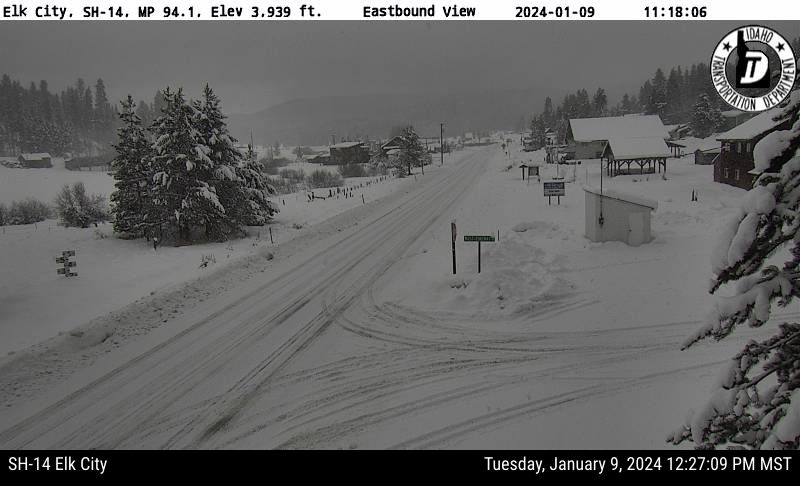 Elk City, SH-14, MP 94.1, Elev 3,939 ft. Eastbound View 2024-01-09 11:18:06
IDAHO
TRANSPORTATION DEPARTMENT
SH-14 Elk City Tuesday, January 9, 2024 12:27:09 PM MST